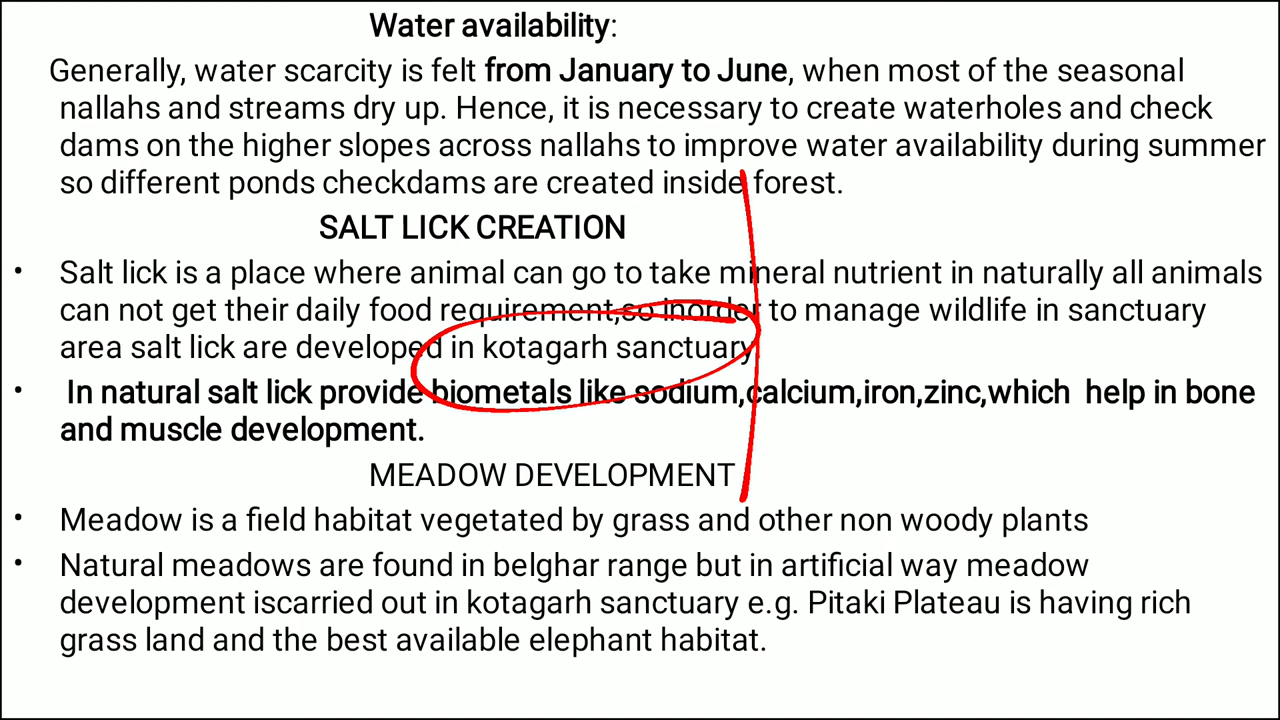 Water availability:
Generally, water scarcity is felt from January to June, when most of the seasonal
nallahs and streams dry up. Hence, it is necessary to create waterholes and check
dams on the higher slopes across nallahs to improve water availability during summer
so different ponds checkdams are created inside forest.
SALT LICK CREATION
• Salt lick is a place where animal can go to take mineral nutrient in naturally all animals
can not get their daily food requirement,so inorder to manage wildlife in sanctuary
area salt lick are developed in kotagarh sanctuary
• In natural salt lick provide biometals like sodium,calcium,iron,zinc,which help in bone
and muscle development.
MEADOW DEVELOPMENT
• Meadow is a field habitat vegetated by grass and other non woody plants
• Natural meadows are found in belghar range but in artificial way meadow
development iscarried out in kotagarh sanctuary e.g. Pitaki Plateau is having rich
grass land and the best available elephant habitat.